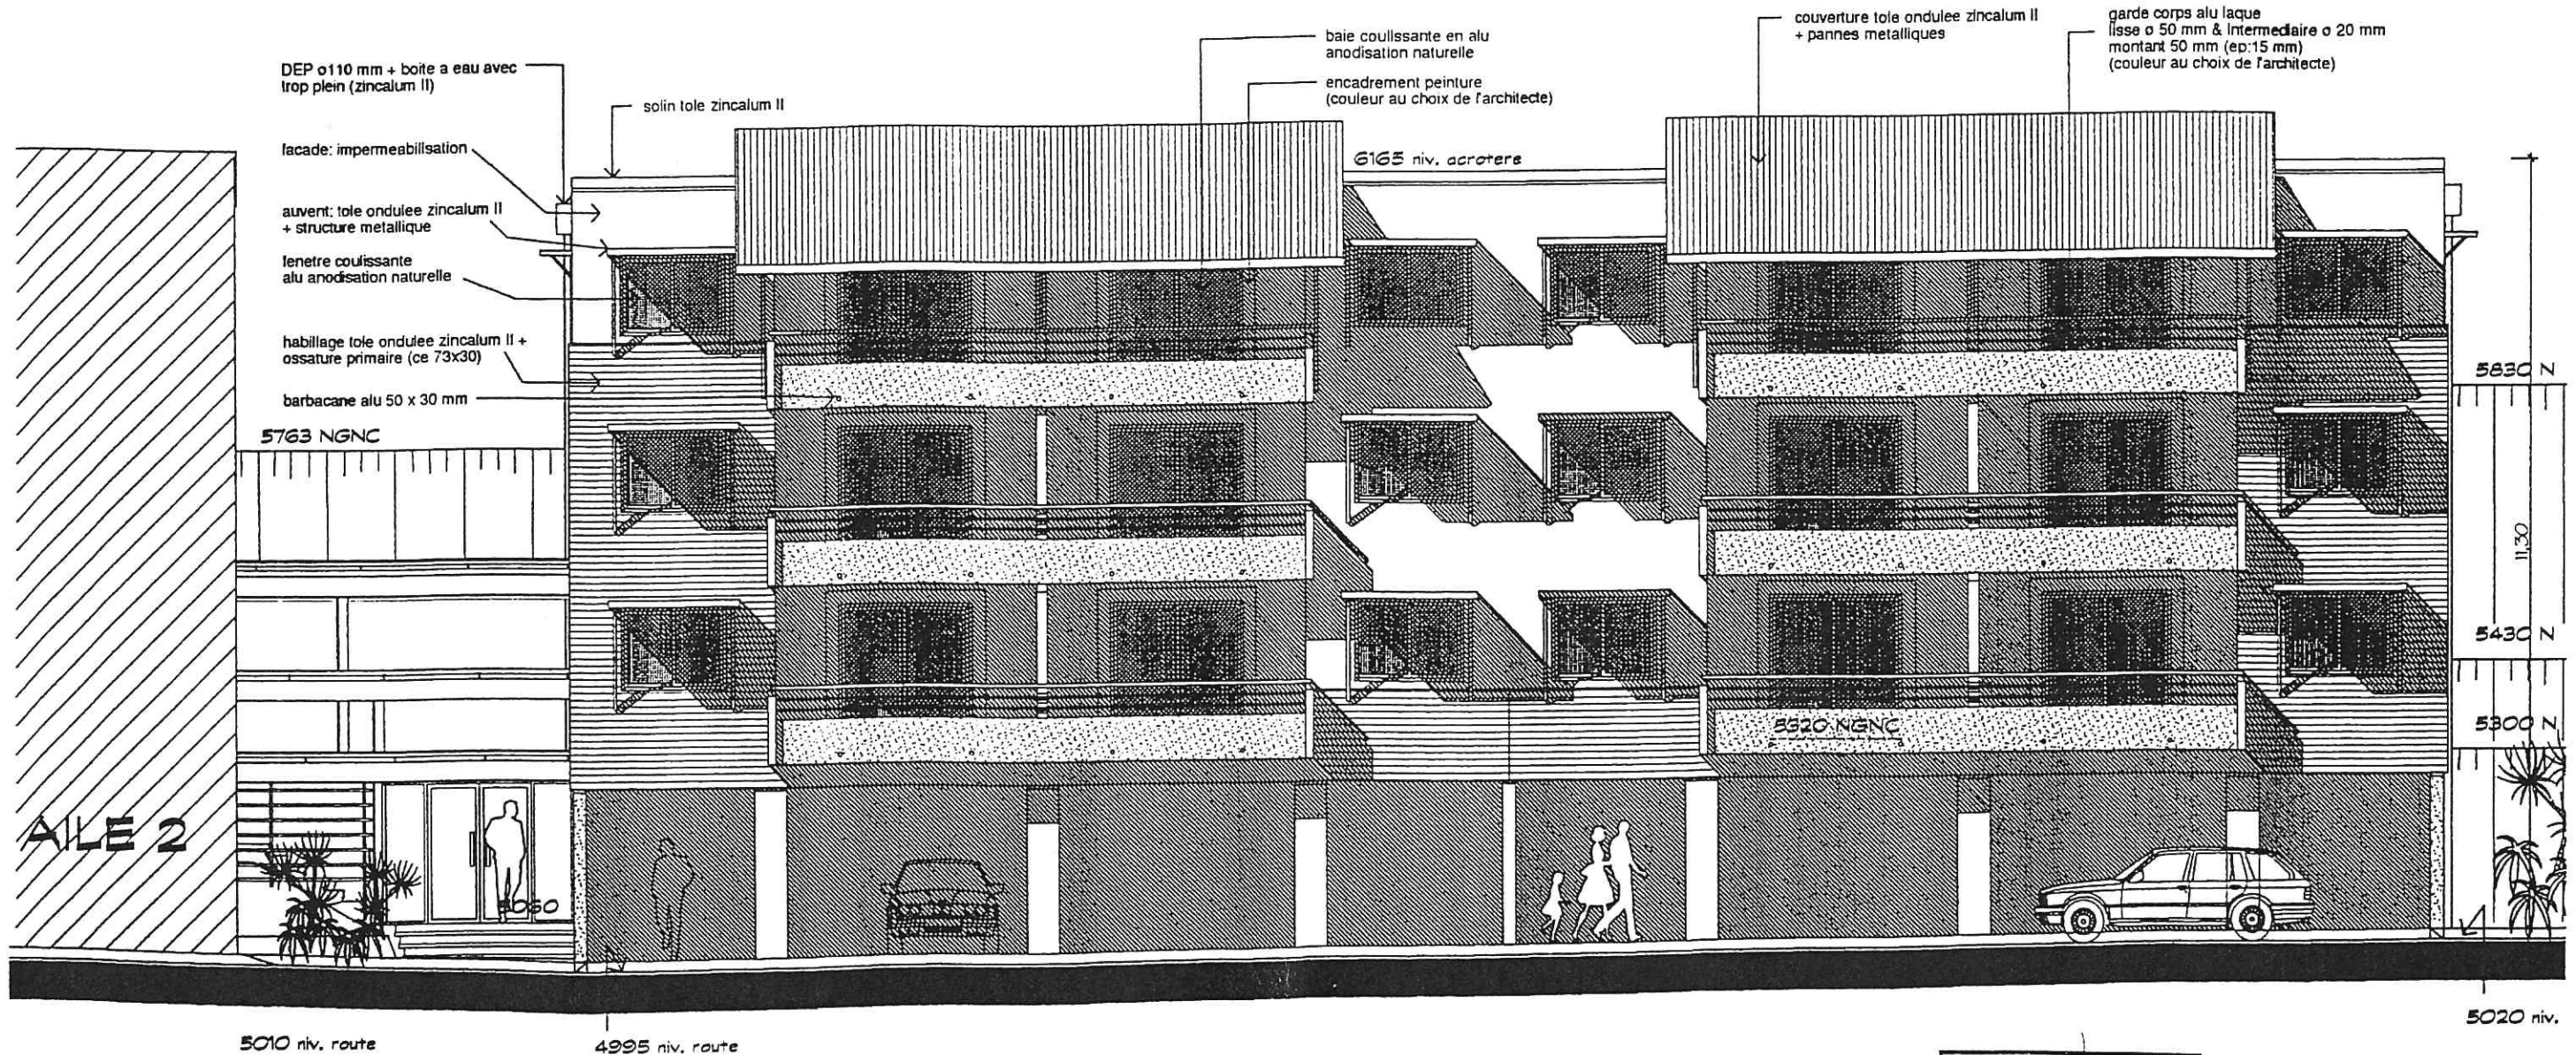 DEP ø110 mm + boite a eau avec
trop plein (zincalum II)
solin tole zincalum II
facade: impermeabilisation
auvent: tole ondulee zincalum II
+ structure metallique
fenetre coulissante
alu anodisation naturelle
habillage tole ondulee zincalum II +
ossature primaire (ce 73x30)
barbacane alu 50 x 30 mm
baie coulissante en alu
anodisation naturelle
encadrement peinture
(couleur au choix de l'architecte)
couverture tole ondulee zincalum II
+ pannes metalliques
garde corps alu laque
lisse ø 50 mm & intermediaire ø 20 mm
montant 50 mm (ep:15 mm)
(couleur au choix de l'architecte)
6165 niv. acrotere
5763 NGNC
5830 N
11,30
5430 N
5300 N
5320 NGNC
AILE 2
5060
5010 niv. route
4995 niv. route
5020 niv.